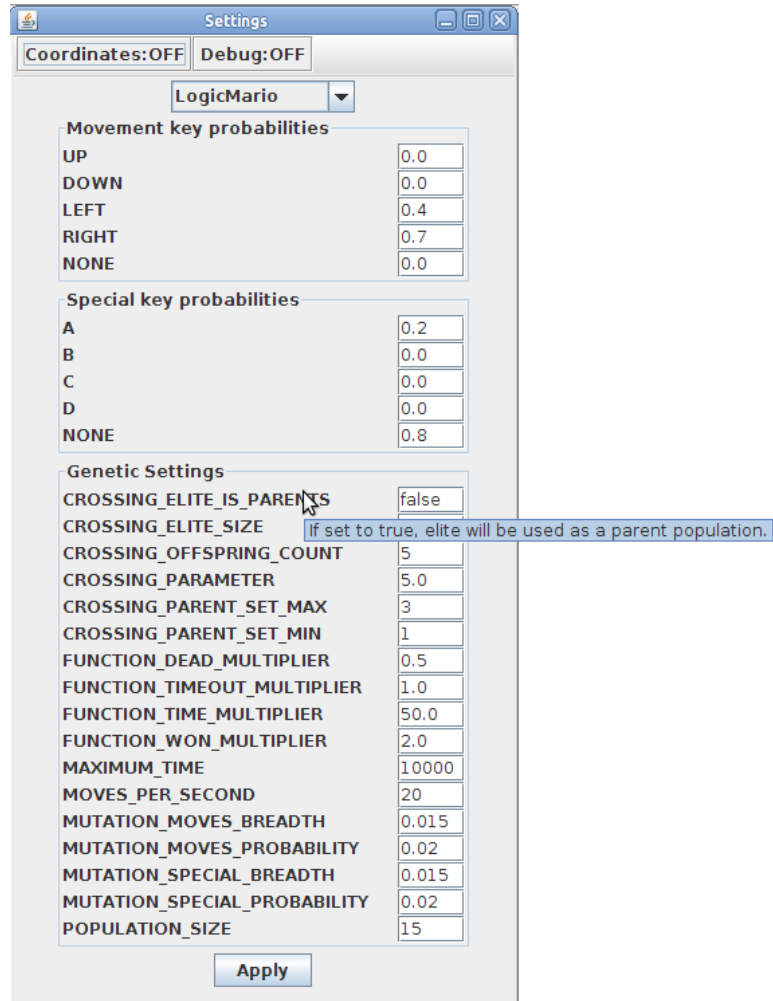 Settings
Coordinates:OFF Debug:OFF
LogicMario
Movement key probabilities
UP 0.0
DOWN 0.0
LEFT 0.4
RIGHT 0.7
NONE 0.0
Special key probabilities
A 0.2
B 0.0
C 0.0
D 0.0
NONE 0.8
Genetic Settings
CROSSING_ELITE_IS_PARENTS false
CROSSING_ELITE_SIZE
If set to true, elite will be used as a parent population.
CROSSING_OFFSPRING_COUNT 5
CROSSING_PARAMETER 5.0
CROSSING_PARENT_SET_MAX 3
CROSSING_PARENT_SET_MIN 1
FUNCTION_DEAD_MULTIPLIER 0.5
FUNCTION_TIMEOUT_MULTIPLIER 1.0
FUNCTION_TIME_MULTIPLIER 50.0
FUNCTION_WON_MULTIPLIER 2.0
MAXIMUM_TIME 10000
MOVES_PER_SECOND 20
MUTATION_MOVES_BREADTH 0.015
MUTATION_MOVES_PROBABILITY 0.02
MUTATION_SPECIAL_BREADTH 0.015
MUTATION_SPECIAL_PROBABILITY 0.02
POPULATION_SIZE 15
Apply